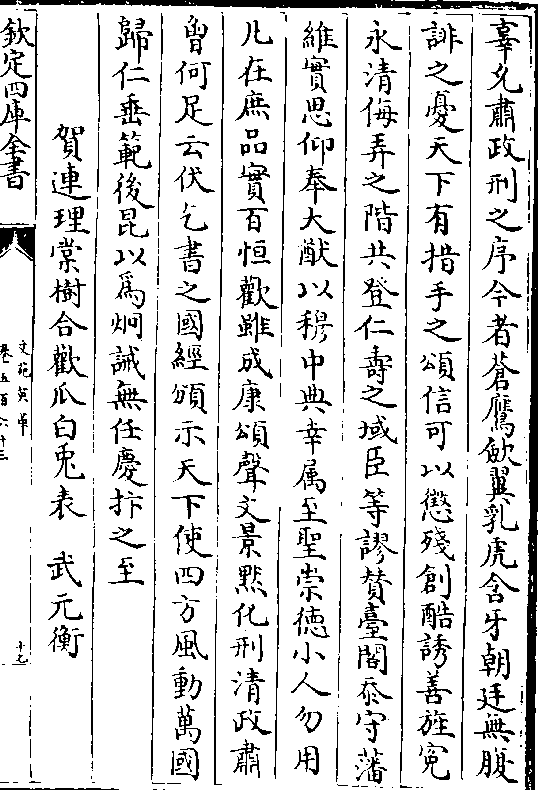 辜允肅政刑之序今者蒼鷹歛翼乳虎含牙朝廷無腹
誹之憂天下有措手之頌信可以懲殘創酷誘善旌寃
永清侮弄之階共登仁壽之域臣等謬賛臺閣忝守藩
維實思仰奉大猷以穆中典幸属至聖崇徳小人勿用
凡在庶品實百恒歡雖成康頌聲文景黙化刑清政肅
曽何足云伏乞書之國經頒示天下使四方風動萬國
歸仁垂範後昆以爲烱誡無任慶抃之至
賀連理棠樹合歡瓜白兎表　武元衡
欽定四庫全書
文苑英華
卷五百六十三